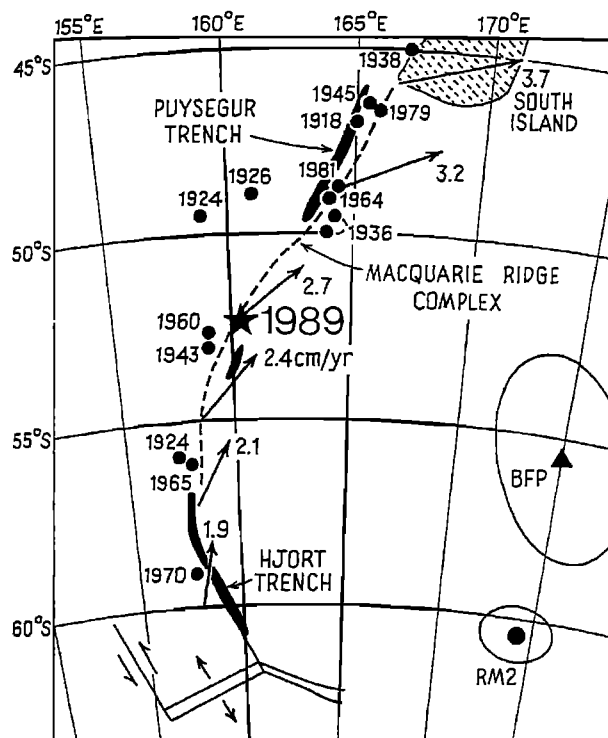 155°E
160°E
165°E
170°E
45°S
1938
3.7
SOUTH
ISLAND
1945
1979
PUYSEGUR
TRENCH
1918
1981
3.2
1926
1964
1924
1936
50°S
MACQUARIE RIDGE
COMPLEX
2.7
1989
1960
1943
2.4cm/yr
55°S
1924
2.1
1965
BFP
1.9
HJORT
TRENCH
1970
60°S
RM2